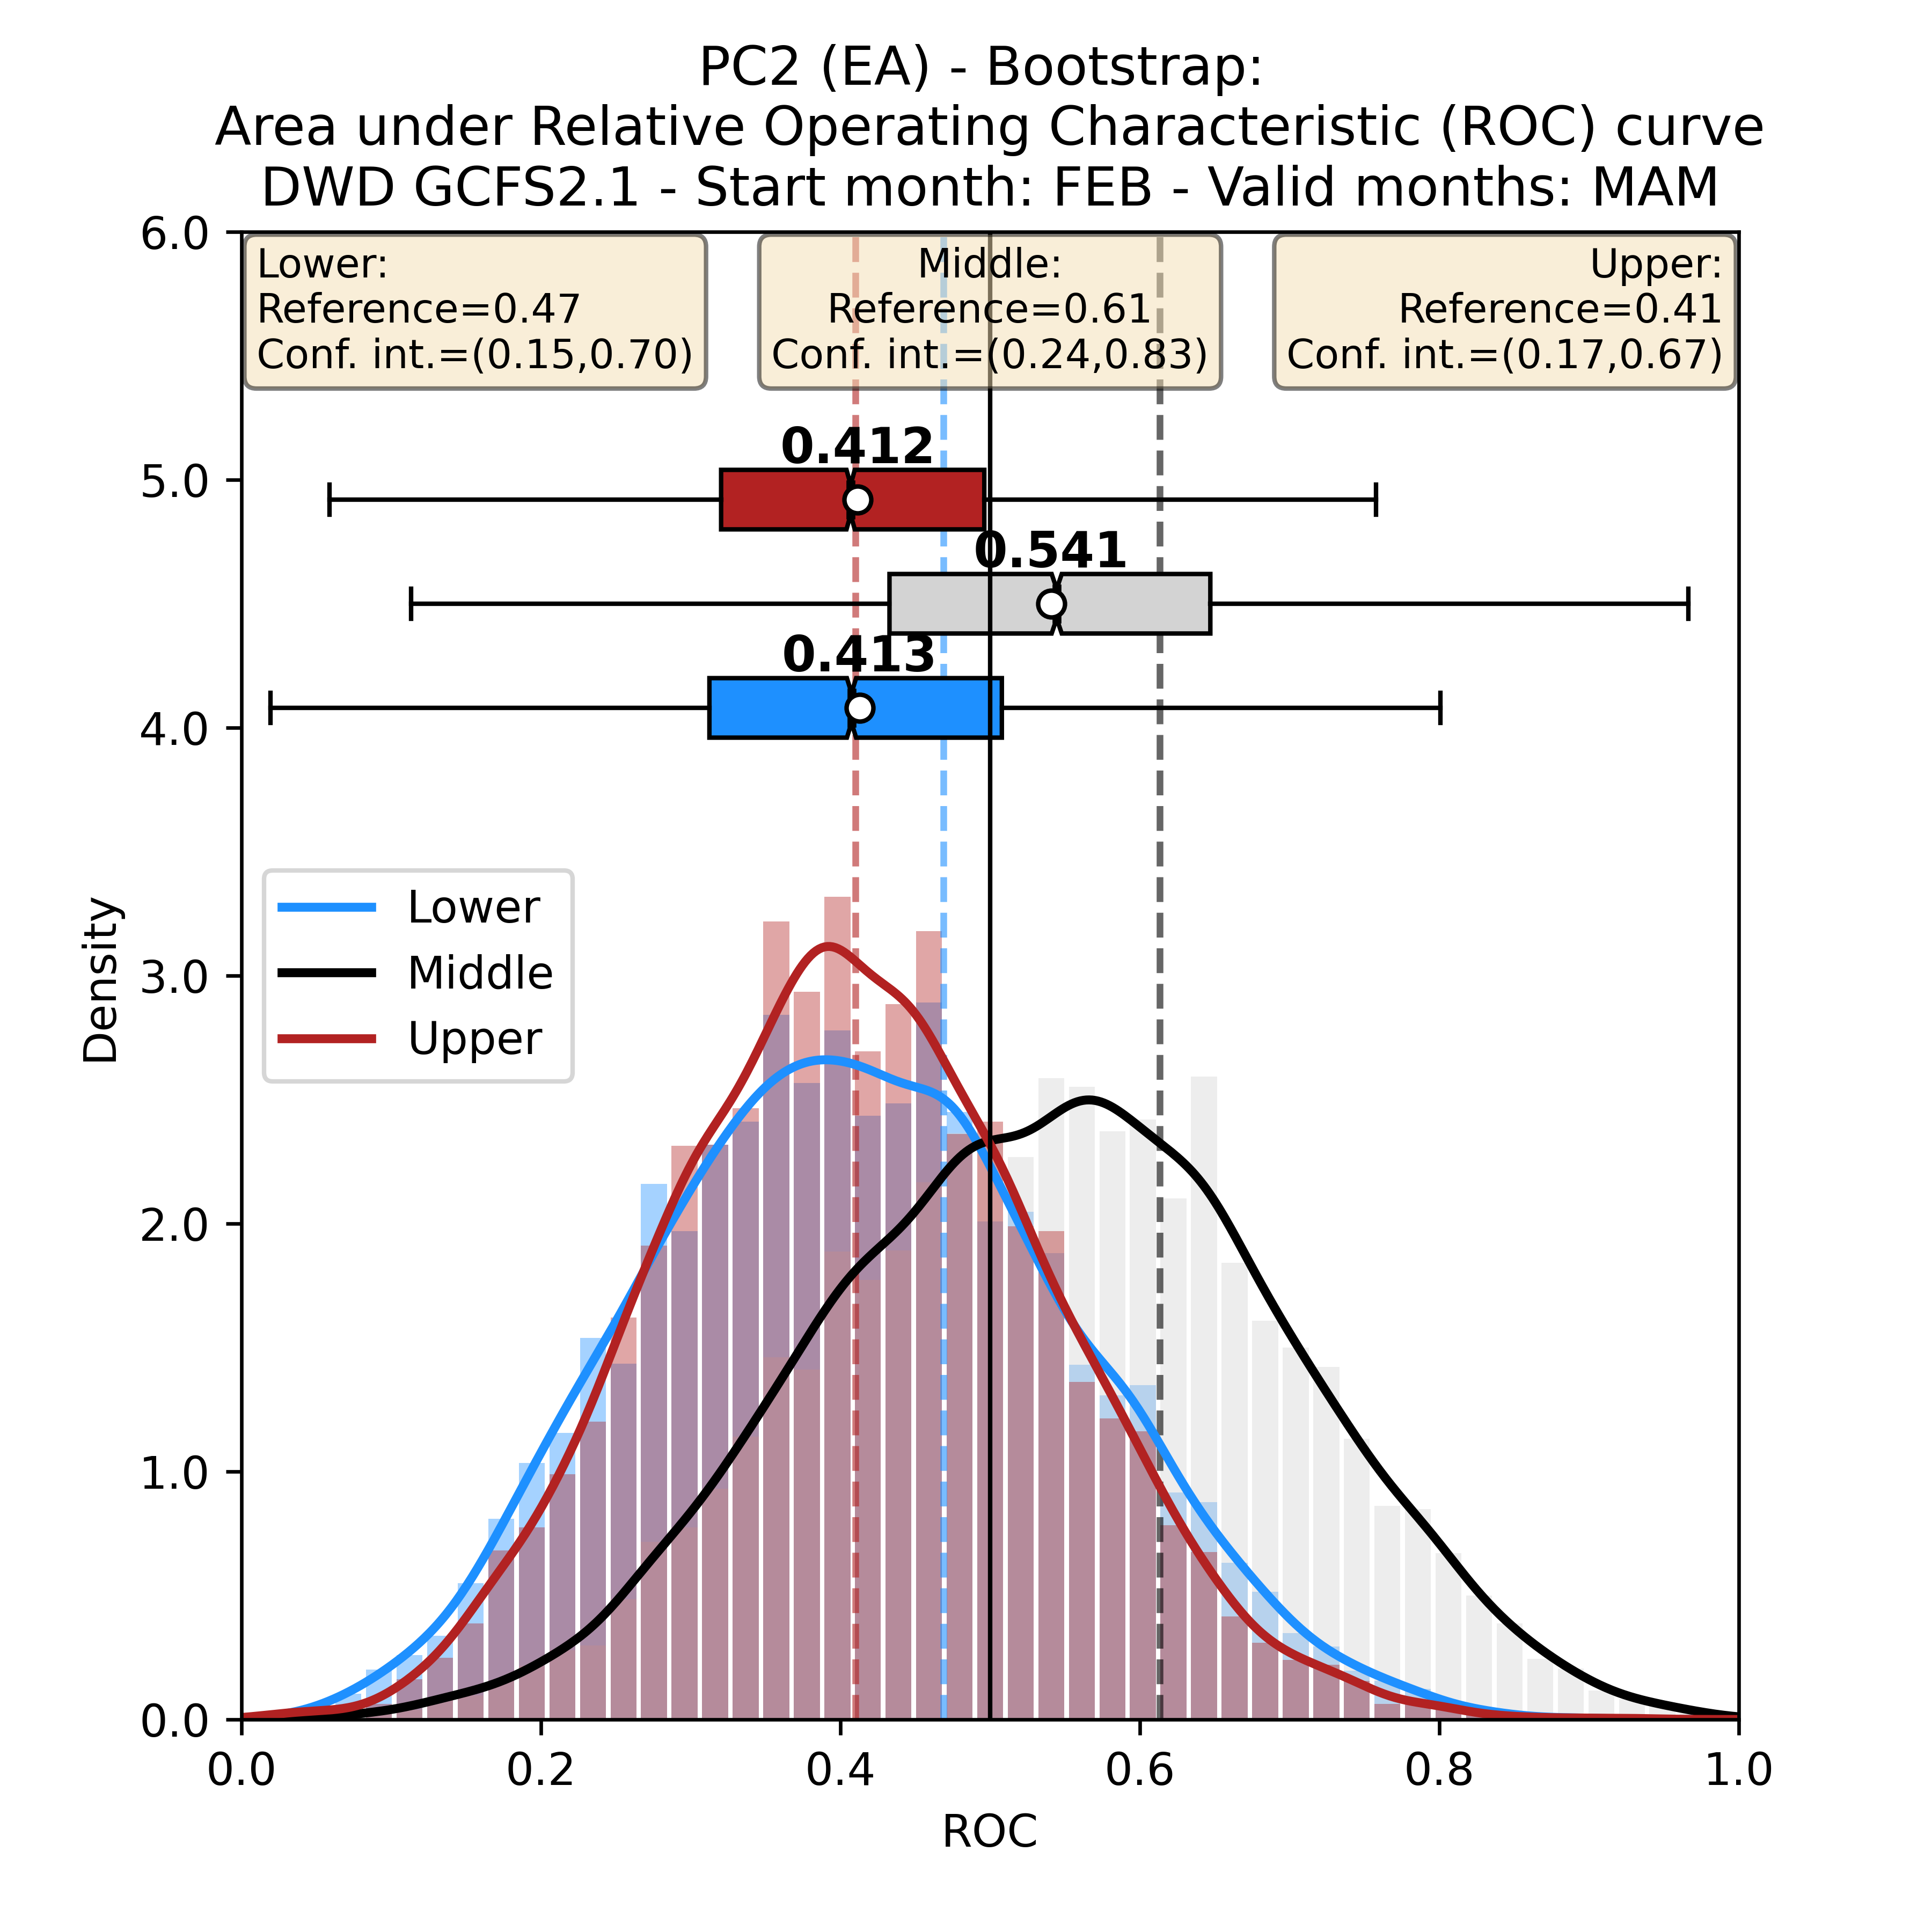 PC2 (EA) - Bootstrap:
Area under Relative Operating Characteristic (ROC) curve
DWD GCFS2.1 - Start month: FEB - Valid months: MAM
Lower:
Reference=0.47
Conf. int.=(0.15,0.70)
Middle:
Reference=0.61
Conf. int.=(0.24,0.83)
Upper:
Reference=0.41
Conf. int.=(0.17,0.67)
0.412
0.541
0.413
6.0
5.0
4.0
3.0
2.0
1.0
0.0
Density
Lower
Middle
Upper
0.0
0.2
0.4
0.6
0.8
1.0
ROC